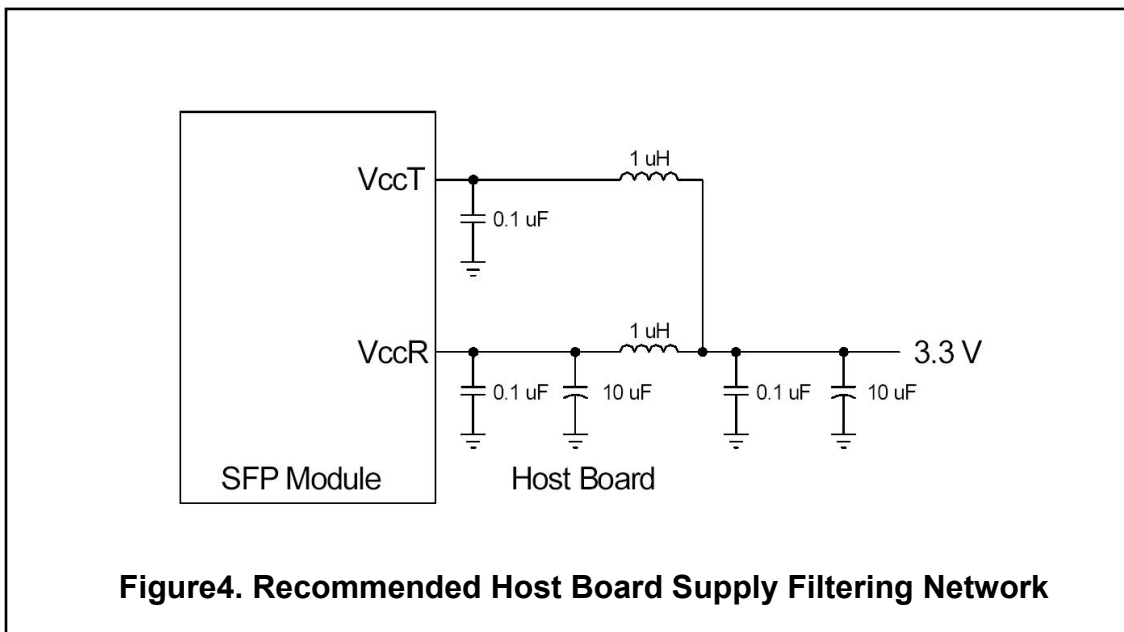 1 uH
VccT
0.1 uF
1 uH
VccR
3.3 V
0.1 uF
10 uF
0.1 uF
10 uF
SFP Module
Host Board
Figure4. Recommended Host Board Supply Filtering Network